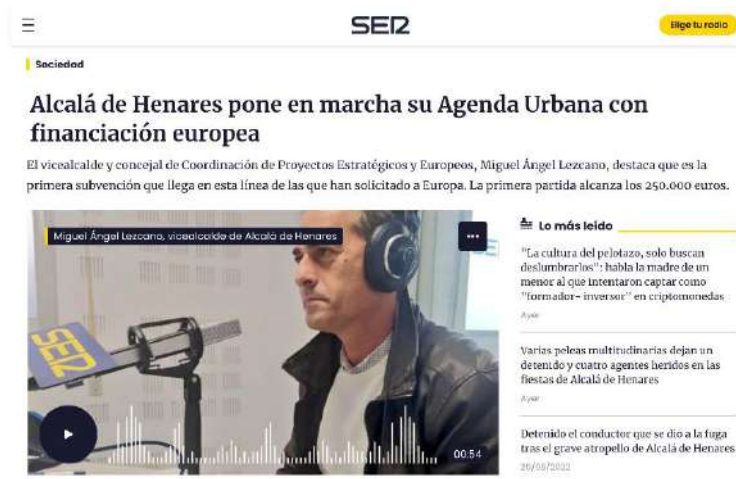 SER
Elige tu radio
Sociedad
Alcalá de Henares pone en marcha su Agenda Urbana con
financiación europea
El vicealcalde y concejal de Coordinación de Proyectos Estratégicos y Europeos, Miguel Ángel Lezcano, destaca que es la
primera subvención que llega en esta línea de las que han solicitado a Europa. La primera partida alcanza los 250.000 euros.
Miguel Ángel Lezcano, vicealcalde de Alcalá de Henares
SER
00:54
Lo más leído
"La cultura del pelotazo, solo buscan
deslumbrarlos": habla la madre de un
menor al que intentaron captar como
"formador- inversor" en criptomonedas
Ayer
Varias peleas multitudinarias dejan un
detenido y cuatro agentes heridos en las
fiestas de Alcalá de Henares
Ayer
Detenido el conductor que se dio a la fuga
tras el grave atropello de Alcalá de Henares